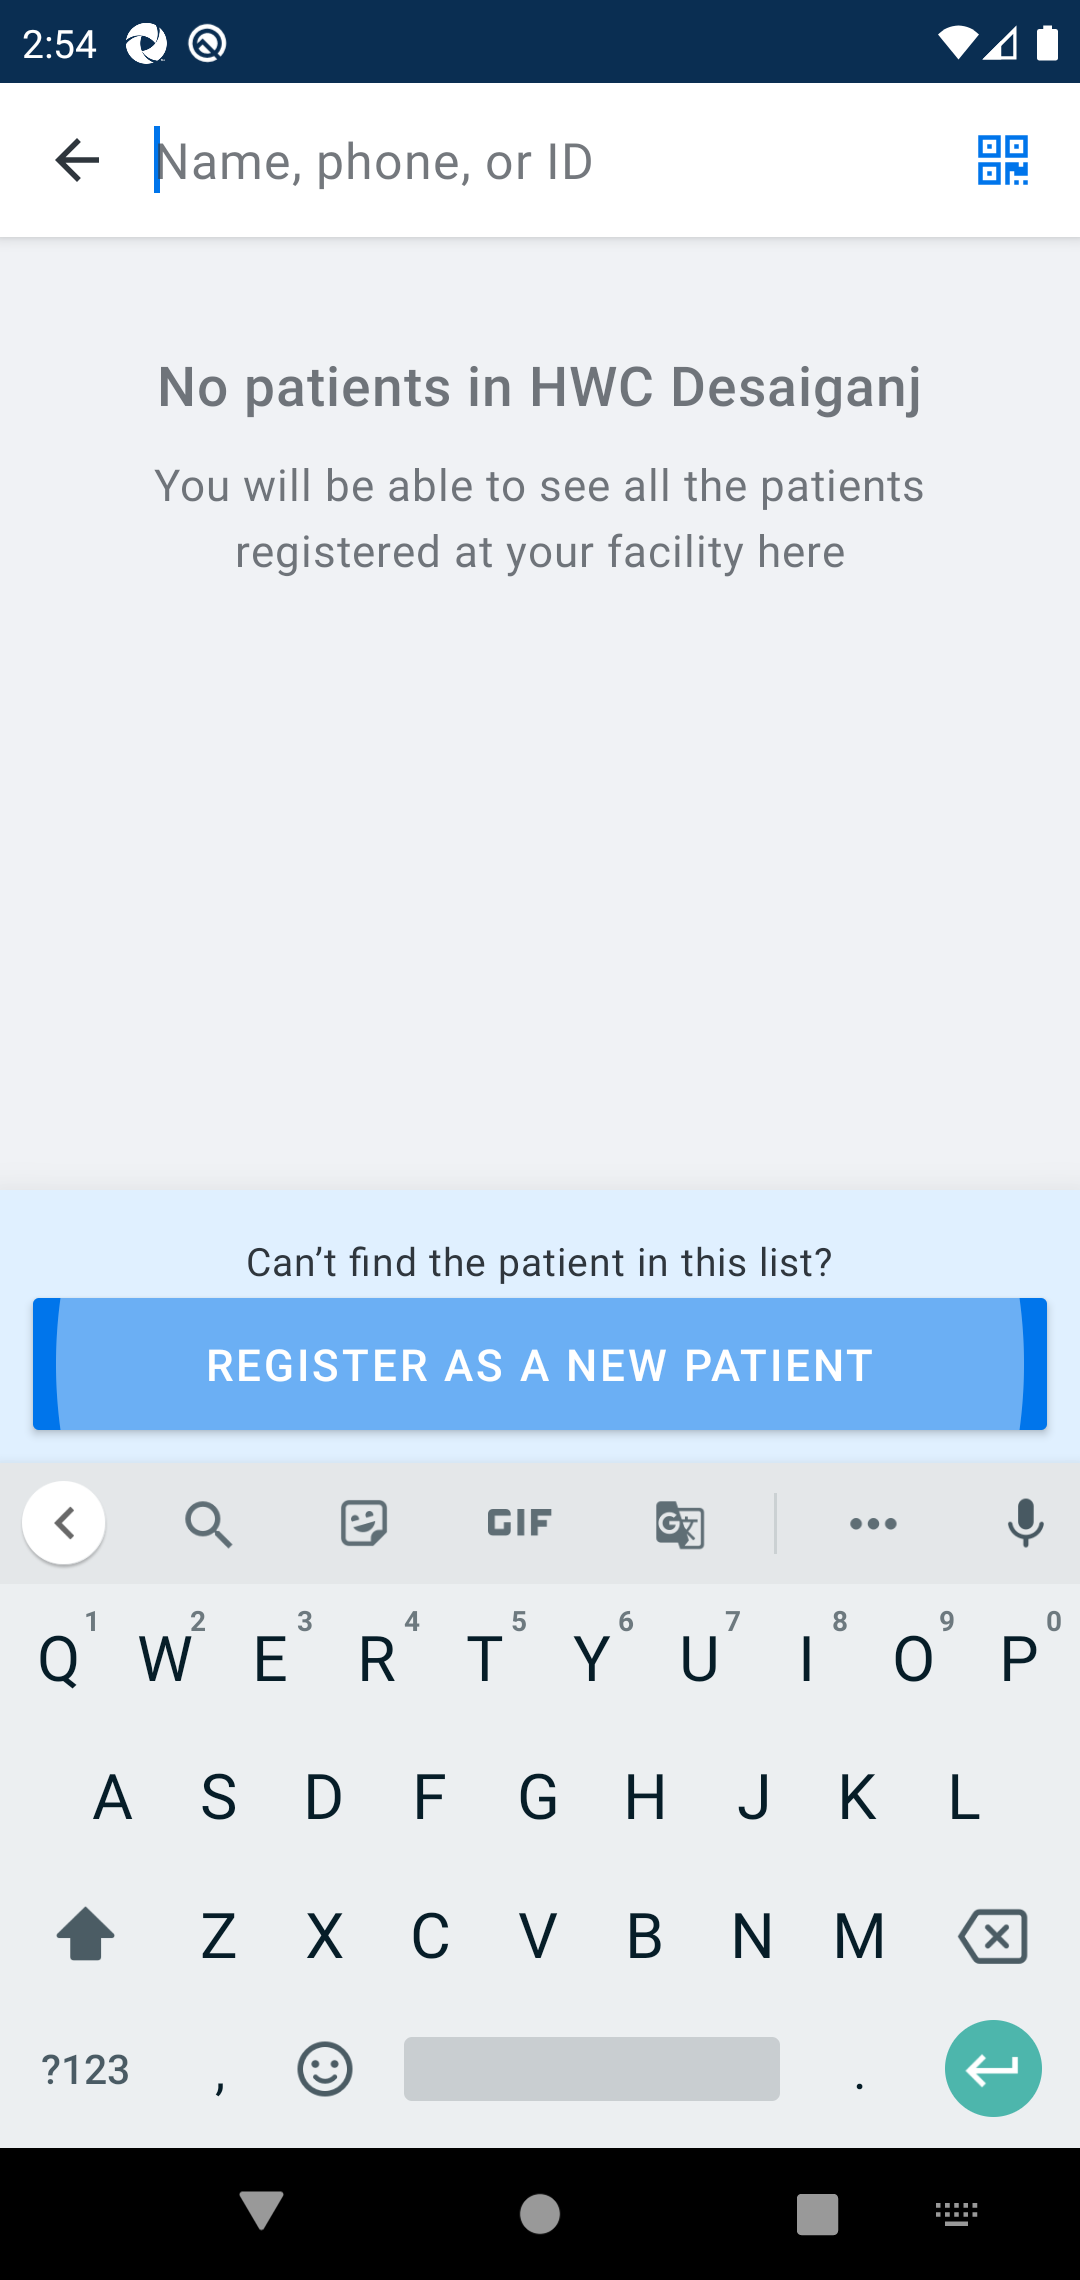 2:54
Name, phone, or ID
No patients in HWC Desaiganj
You will be able to see all the patients
registered at your facility here
Can’t find the patient in this list?
REGISTER AS A NEW PATIENT
GIF
1 2 3 4 5 6 7 8 9 0
Q W E R T Y U I O P
A S D F G H J K L
Z X C V B N M
?123 , .